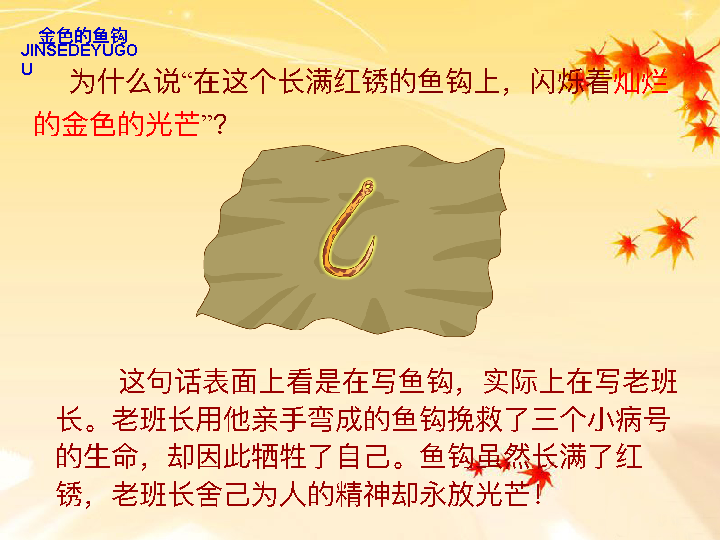 金色的鱼钩
JINSEDEYUGO
U
为什么说“在这个长满红锈的鱼钩上，闪烁着灿烂
的金色的光芒”？
这句话表面上看是在写鱼钩，实际上在写老班
长。老班长用他亲手弯成的鱼钩挽救了三个小病号
的生命，却因此牺牲了自己。鱼钩虽然长满了红
锈，老班长舍己为人的精神却永放光芒！